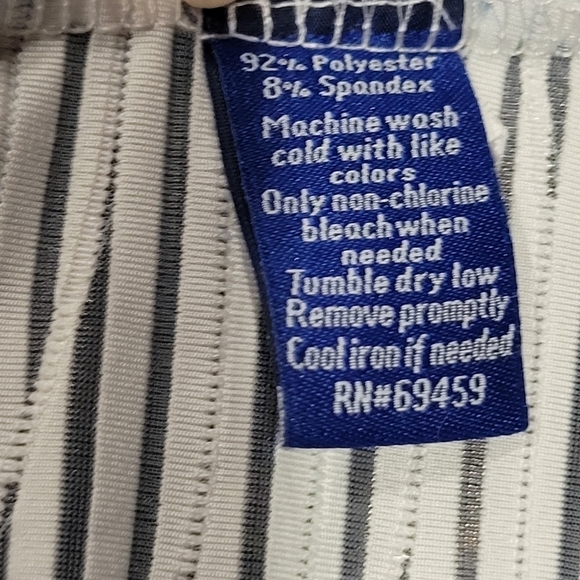 92% Polyester
8% Spandex
Machine wash
cold with like
colors
Only non-chlorine
bleach when
needed
Tumble dry low
Remove promptly
Cool iron if needed
RN#69459